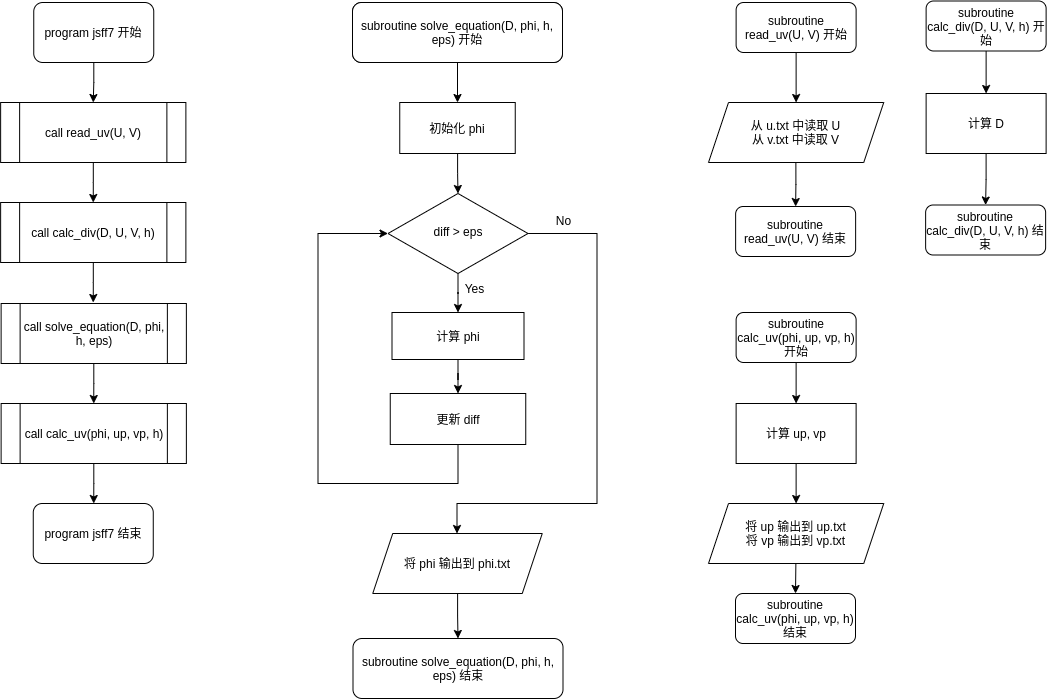 program jsff7 开始
call read_uv(U, V)
call calc_div(D, U, V, h)
call solve_equation(D, phi,
h, eps)
call calc_uv(phi, up, vp, h)
program jsff7 结束
subroutine solve_equation(D, phi, h,
eps) 开始
初始化 phi
diff > eps
No
Yes
计算 phi
更新 diff
将 phi 输出到 phi.txt
subroutine solve_equation(D, phi, h,
eps) 结束
subroutine
read_uv(U, V) 开始
从 u.txt 中读取 U
从 v.txt 中读取 V
subroutine
read_uv(U, V) 结束
subroutine
calc_div(D, U, V, h) 开
始
计算 D
subroutine
calc_div(D, U, V, h) 结
束
subroutine
calc_uv(phi, up, vp, h)
开始
计算 up, vp
将 up 输出到 up.txt
将 vp 输出到 vp.txt
subroutine
calc_uv(phi, up, vp, h)
结束